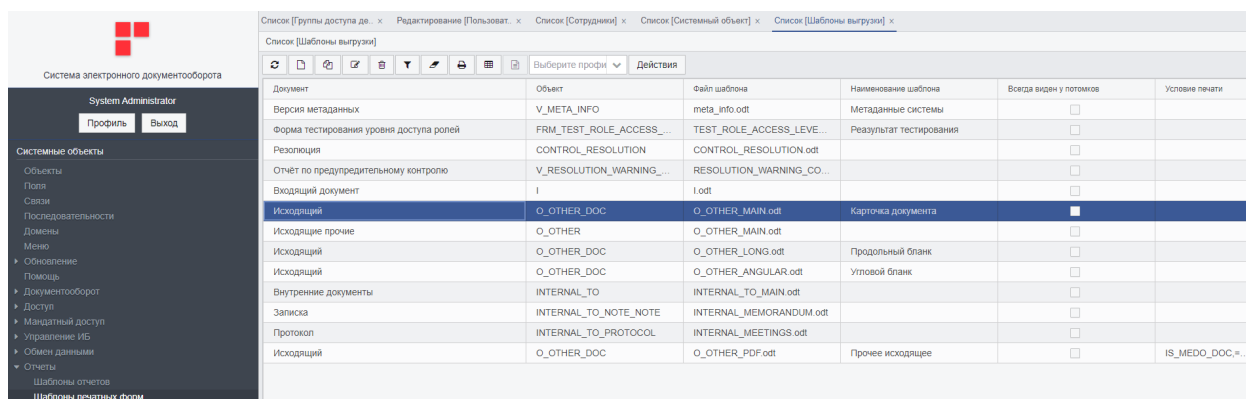 Список [Группы доступа де.. × Редактирование [Пользоват.. × Список [Сотрудники] × Список [Системный объект] × Список [Шаблоны выгрузки] ×
Список [Шаблоны выгрузки]
Выберите профи Действия
Система электронного документооборота
System Administrator
Профиль Выход
Системные объекты
Объекты
Поля
Связи
Последовательности
Домены
Меню
Обновление
Помощь
Документооборот
Доступ
Мандатный доступ
Управление ИБ
Обмен данными
Отчеты
Шаблоны отчетов
Шаблоны печатных форм
Документ Объект Файл шаблона Наименование шаблона Всегда виден у потомков Условие печати
Версия метаданных V_META_INFO meta_info.odt Метаданные системы
Форма тестирования уровня доступа ролей FRM_TEST_ROLE_ACCESS_... TEST_ROLE_ACCESS_LEVE... Реазультат тестирования
Резолюция CONTROL_RESOLUTION CONTROL_RESOLUTION.odt
Отчёт по предупредительному контролю V_RESOLUTION_WARNING_... RESOLUTION_WARNING_CO...
Входящий документ I I.odt
Исходящий O_OTHER_DOC O_OTHER_MAIN.odt Карточка документа
Исходящие прочие O_OTHER O_OTHER_MAIN.odt
Исходящий O_OTHER_DOC O_OTHER_LONG.odt Продольный бланк
Исходящий O_OTHER_DOC O_OTHER_ANGULAR.odt Угловой бланк
Внутренние документы INTERNAL_TO INTERNAL_TO_MAIN.odt
Записка INTERNAL_TO_NOTE_NOTE INTERNAL_MEMORANDUM.odt
Протокол INTERNAL_TO_PROTOCOL INTERNAL_MEETINGS.odt
Исходящий O_OTHER_DOC O_OTHER_PDF.odt Прочее исходящее IS_MEDO_DOC,=...